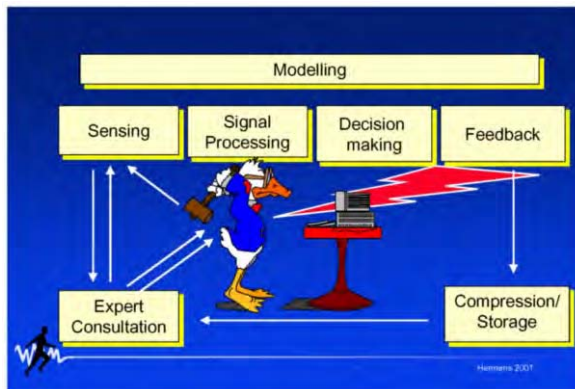 Modelling
Sensing
Signal
Processing
Decision
making
Feedback
Expert
Consultation
Compression/
Storage
Hermens 2001